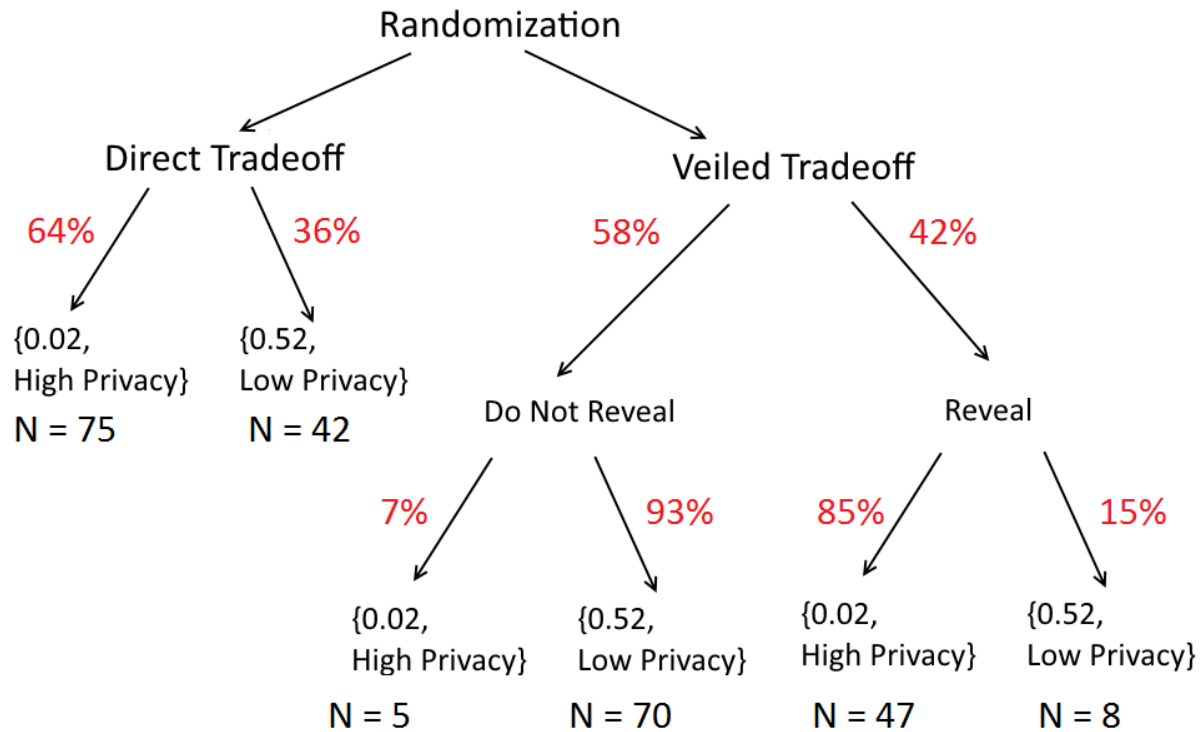 Randomization
Direct Tradeoff
Veiled Tradeoff
64%
36%
58%
42%
{0.02,
High Privacy}
N = 75
{0.52,
Low Privacy}
N = 42
Do Not Reveal
Reveal
7%
93%
85%
15%
{0.02,
High Privacy}
N = 5
{0.52,
Low Privacy}
N = 70
{0.02,
High Privacy}
N = 47
{0.52,
Low Privacy}
N = 8